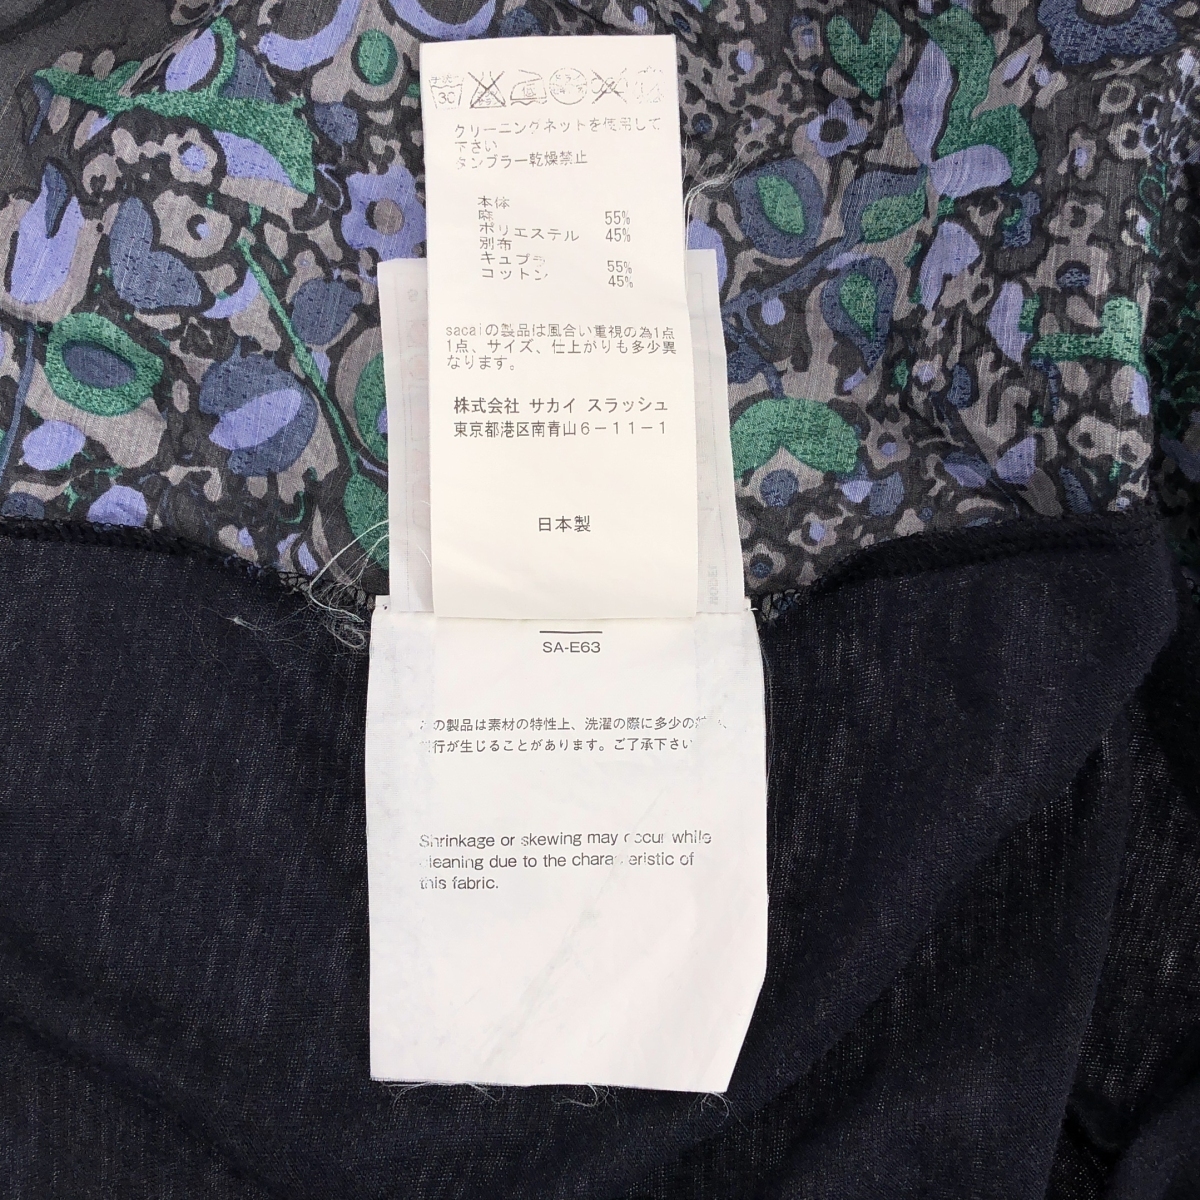 クリーニングネットを使用して
下さい
タンブラー乾燥禁止
本体
麻 55%
ポリエステル 45%
別布
キュプラ 55%
コットン 45%
sacaiの製品は風合い重視の為1点
1点、サイズ、仕上がりも多少異
なります。
株式会社 サカイ スラッシュ
東京都港区南青山6-11-1
日本製
MODEL
SA-E63
の製品は素材の特性上、洗濯の際に多少の
行が生じることがあります。ご了承下さい
Shrinkage or skewing may occur while
cleaning due to the characteristic of
this fabric.